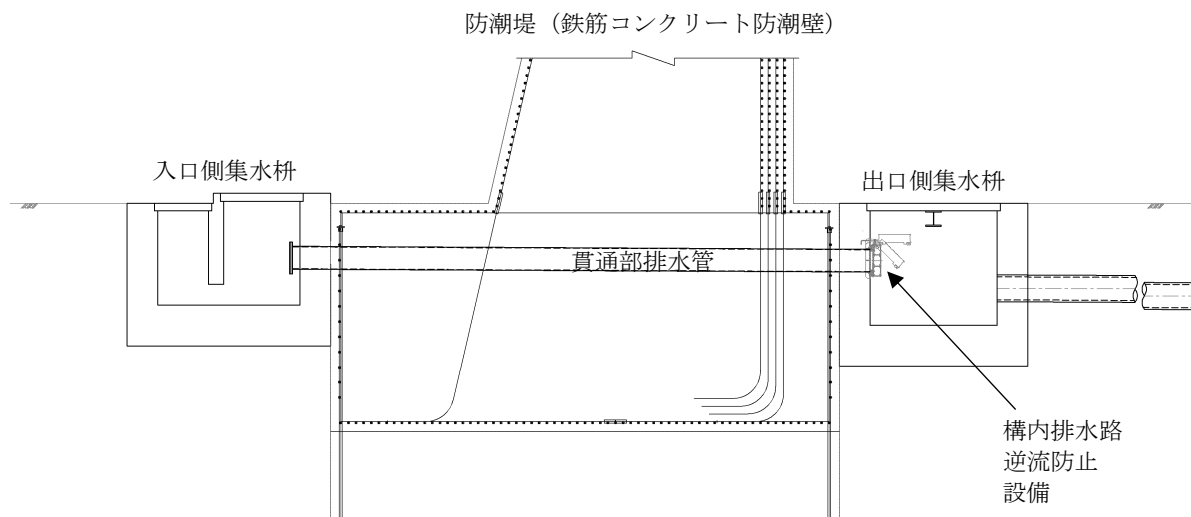 防潮堤（鉄筋コンクリート防潮壁）
入口側集水枡
出口側集水枡
貫通部排水管
構内排水路
逆流防止
設備